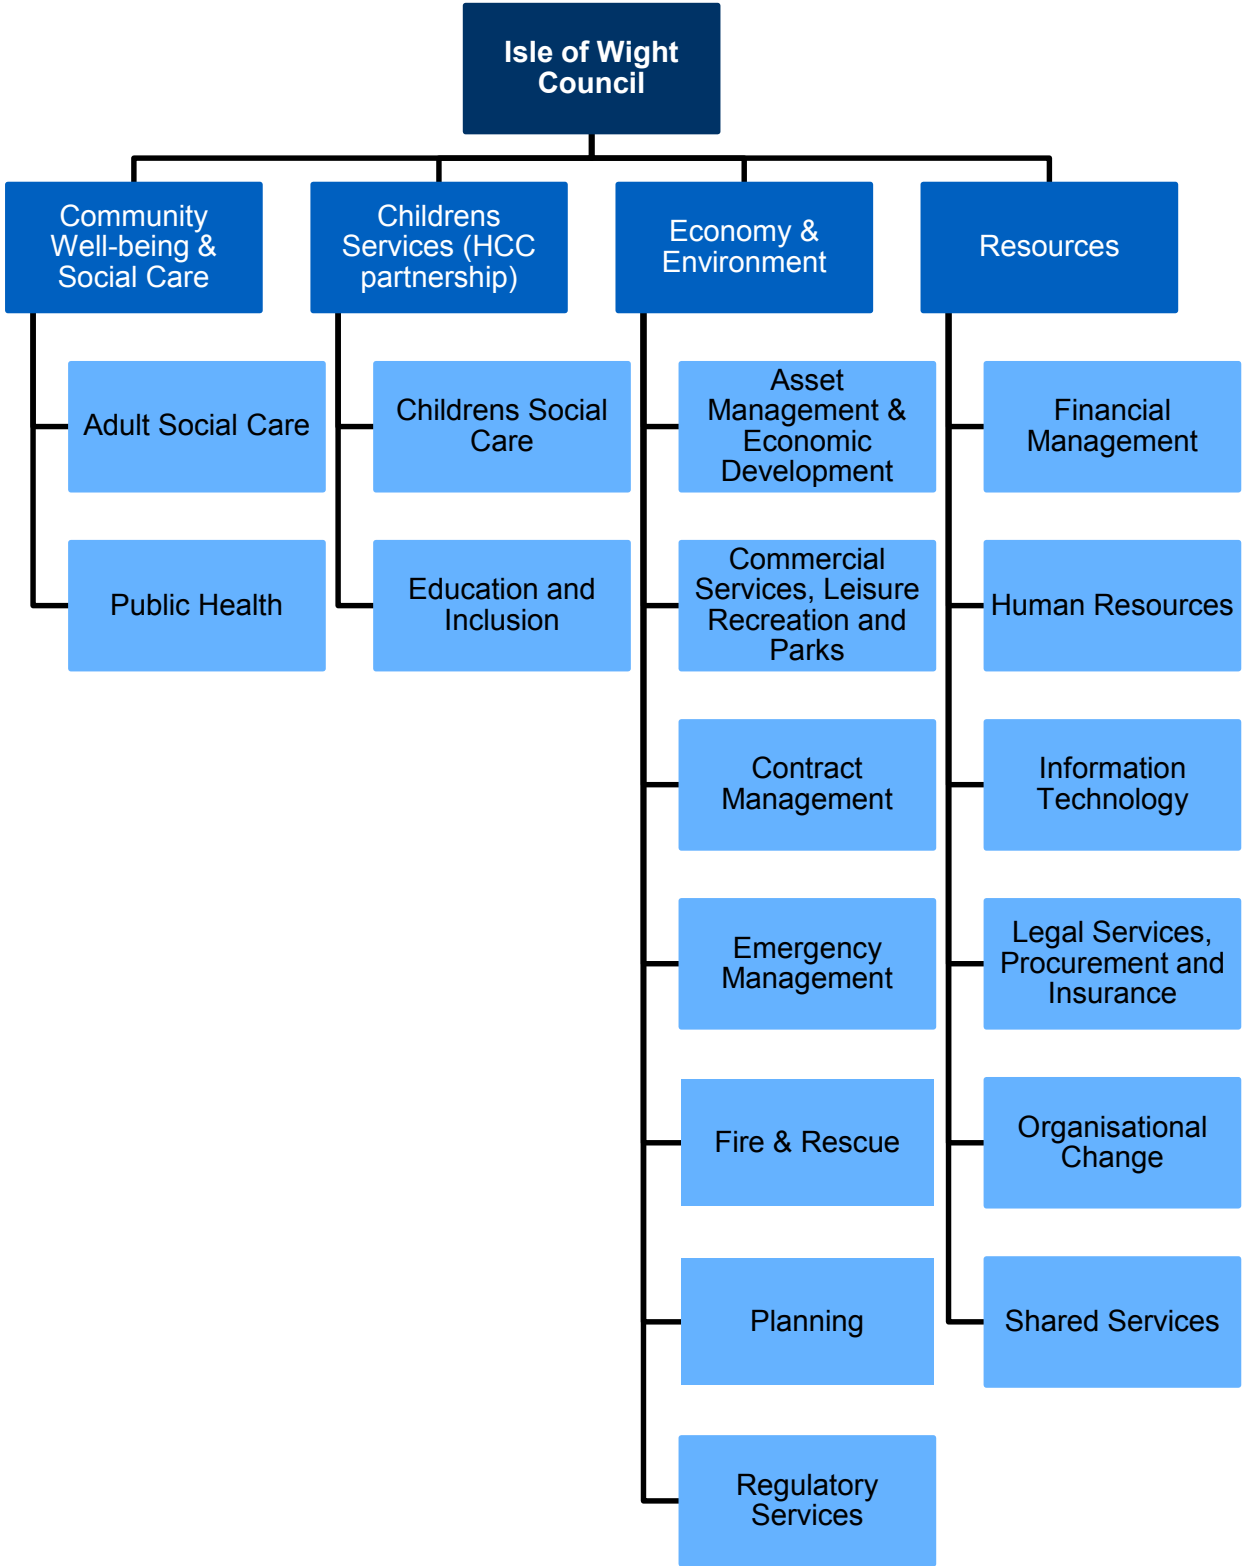 Isle of Wight
Council
Community
Well-being &
Social Care
Childrens
Services (HCC
partnership)
Economy &
Environment
Resources
Adult Social Care
Public Health
Childrens Social
Care
Education and
Inclusion
Asset
Management &
Economic
Development
Commercial
Services, Leisure
Recreation and
Parks
Contract
Management
Emergency
Management
Fire & Rescue
Planning
Regulatory
Services
Financial
Management
Human Resources
Information
Technology
Legal Services,
Procurement and
Insurance
Organisational
Change
Shared Services